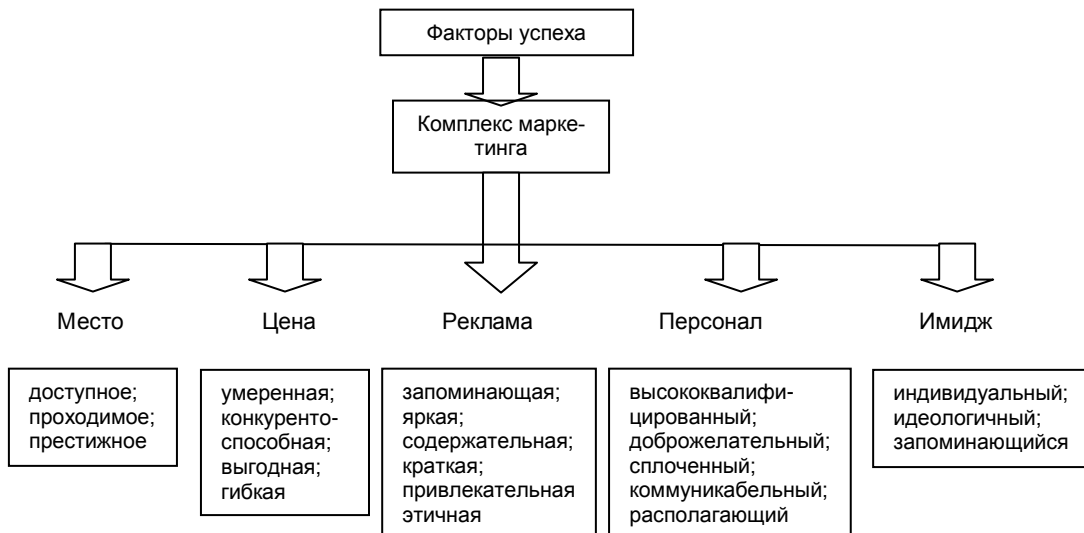 Факторы успеха
Комплекс марке-
тинга
Место
Цена
Реклама
Персонал
Имидж
доступное;
проходимое;
престижное
умеренная;
конкуренто-
способная;
выгодная;
гибкая
запоминающая;
яркая;
содержательная;
краткая;
привлекательная
этичная
высококвалифи-
цированный;
доброжелательный;
сплоченный;
коммуникабельный;
располагающий
индивидуальный;
идеологичный;
запоминающийся